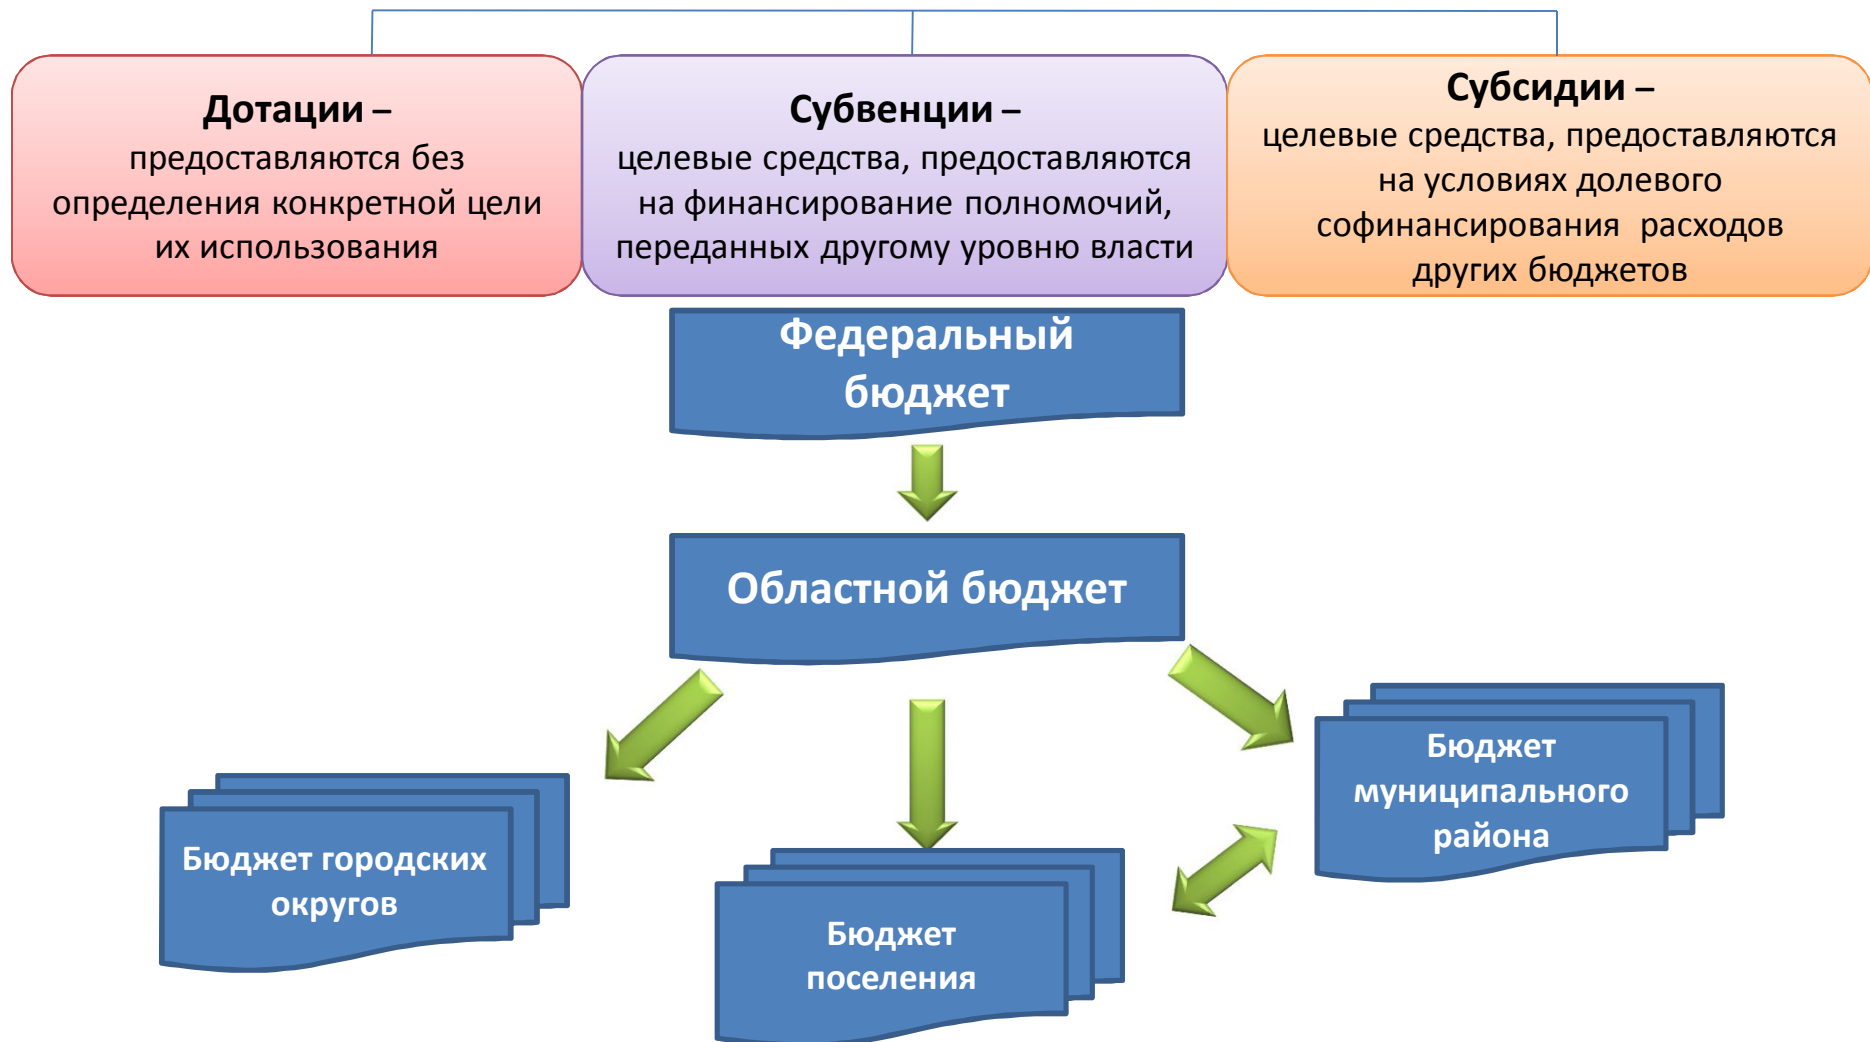 Дотации –
предоставляются без
определения конкретной цели
их использования
Субвенции –
целевые средства, предоставляются
на финансирование полномочий,
переданных другому уровню власти
Субсидии –
целевые средства, предоставляются
на условиях долевого
софинансирования расходов
других бюджетов
Федеральный
бюджет
Областной бюджет
Бюджет городских
округов
Бюджет
поселения
Бюджет
муниципального
района